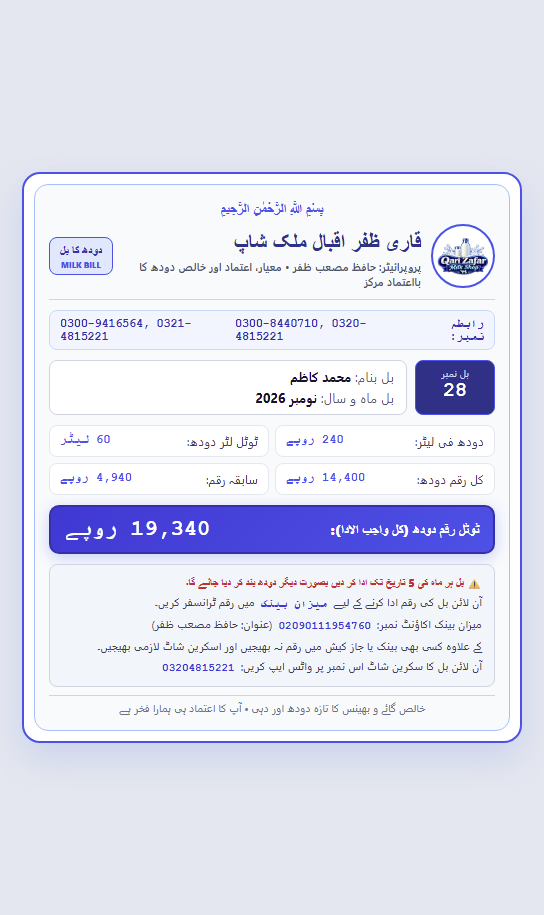 بِسْمِ اللّٰہِ الرَّحْمٰنِ الرَّحِیْمِ
Qari Zafar
Milk Shop
قاری ظفر اقبال ملک شاپ
پروپرائیٹر: حافظ مصعب ظفر • معیار، اعتماد اور خالص دودھ کا
بااعتماد مرکز
دودھ کا بل
MILK BILL
رابطہ نمبر:
0300-8440710, 0320-4815221
0300-9416564, 0321-4815221
بل نمبر
28
بل بنام: محمد کاظم
بل ماہ و سال: نومبر 2026
دودھ فی لیٹر: 240 روپے
ٹوٹل لٹر دودھ: 60 لیٹر
کل رقم دودھ: 14,400 روپے
سابقہ رقم: 4,940 روپے
ٹوٹل رقم دودھ (کل واجب الادا): 19,340 روپے
⚠️ بل ہر ماہ کی 5 تاریخ تک ادا کر دیں بصورت دیگر دودھ بند کر دیا جائے گا۔
آن لائن بل کی رقم ادا کرنے کے لیے میزان بینک میں رقم ٹرانسفر کریں۔
میزان بینک اکاؤنٹ نمبر: 02090111954760 (عنوان: حافظ مصعب ظفر)
کے علاوہ کسی بھی بینک یا جاز کیش میں رقم نہ بھیجیں اور اسکرین شاٹ لازمی بھیجیں۔
آن لائن بل کا سکرین شاٹ اس نمبر پر واٹس ایپ کریں: 03204815221
خالص گائے و بھینس کا تازہ دودھ اور دہی • آپ کا اعتماد ہی ہمارا فخر ہے